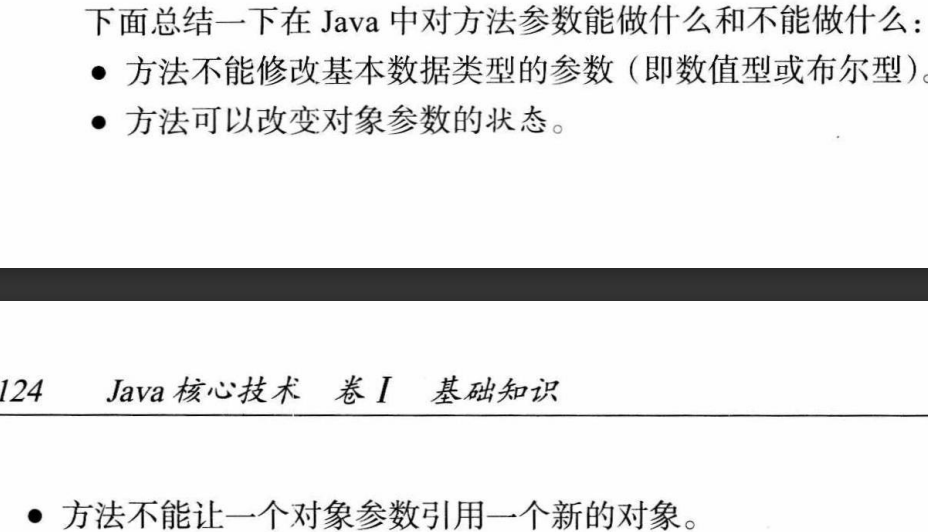 下面总结一下在 Java 中对方法参数能做什么和不能做什么：
● 方法不能修改基本数据类型的参数（即数值型或布尔型）。
● 方法可以改变对象参数的状态。
124 Java 核心技术 卷 I 基础知识
● 方法不能让一个对象参数引用一个新的对象。